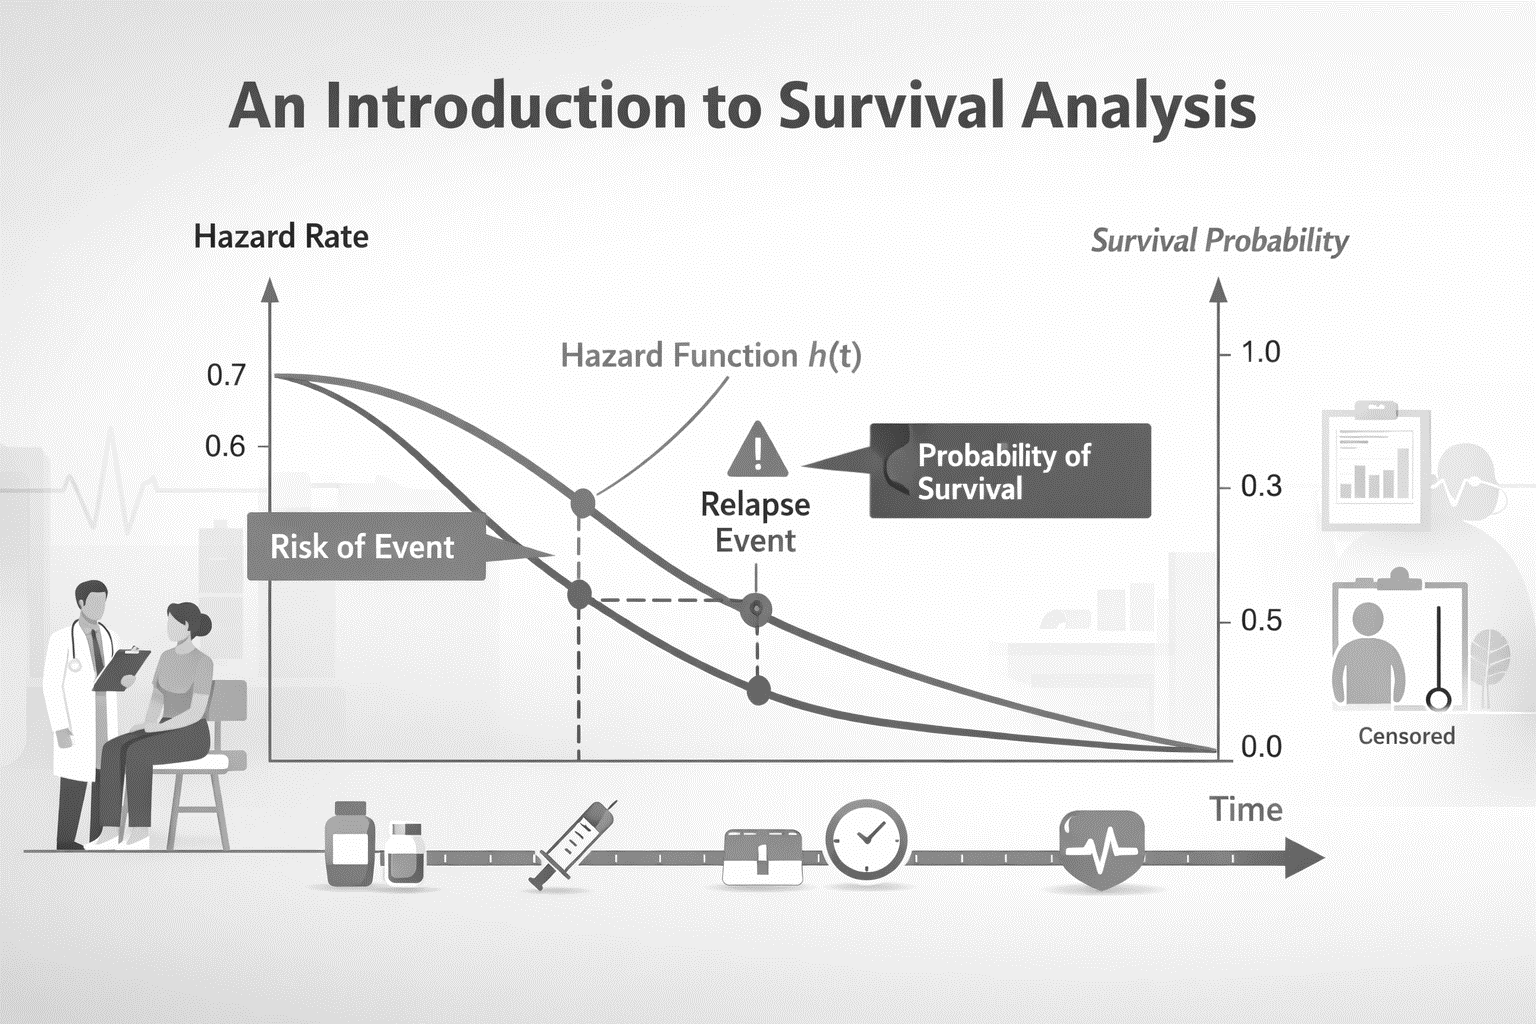 An Introduction to Survival Analysis
Hazard Rate
Survival Probability
Hazard Function h(t)
1.0
0.7
0.6
Probability of
Survival
0.3
Relapse
Event
Risk of Event
0.5
Censored
0.0
Time